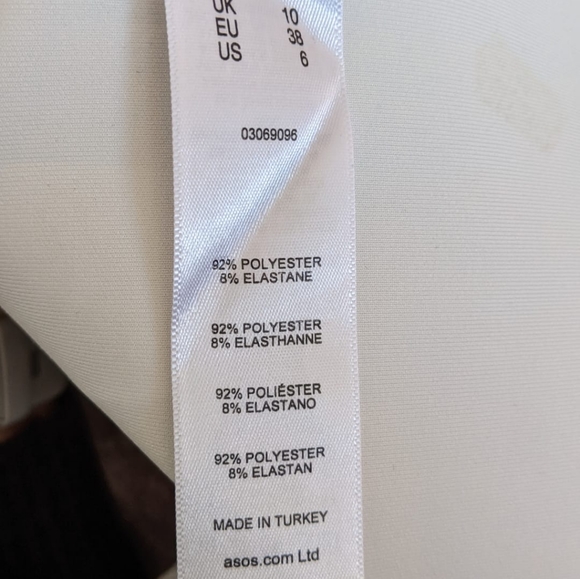 UK 10
EU 38
US 6
03069096
92% POLYESTER
8% ELASTANE
92% POLYESTER
8% ELASTHANNE
92% POLIÉSTER
8% ELASTANO
92% POLYESTER
8% ELASTAN
MADE IN TURKEY
asos.com Ltd